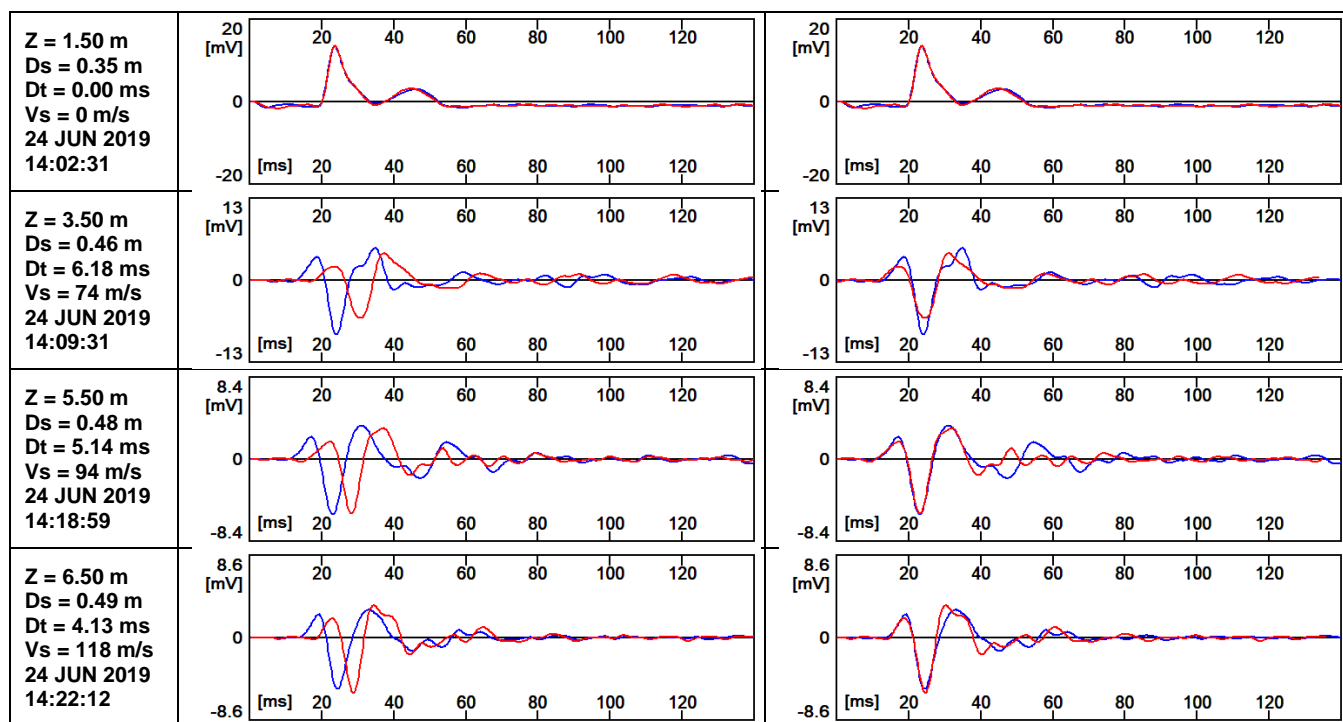 Z = 1.50 m
Ds = 0.35 m
Dt = 0.00 ms
Vs = 0 m/s
24 JUN 2019
14:02:31
20 20 40 60 80 100 120
[mV]
0
-20 [ms] 20 40 60 80 100 120
20 20 40 60 80 100 120
[mV]
0
-20 [ms] 20 40 60 80 100 120
Z = 3.50 m
Ds = 0.46 m
Dt = 6.18 ms
Vs = 74 m/s
24 JUN 2019
14:09:31
13 20 40 60 80 100 120
[mV]
0
-13 [ms] 20 40 60 80 100 120
13 20 40 60 80 100 120
[mV]
0
-13 [ms] 20 40 60 80 100 120
Z = 5.50 m
Ds = 0.48 m
Dt = 5.14 ms
Vs = 94 m/s
24 JUN 2019
14:18:59
8.4 20 40 60 80 100 120
[mV]
0
-8.4 [ms] 20 40 60 80 100 120
8.4 20 40 60 80 100 120
[mV]
0
-8.4 [ms] 20 40 60 80 100 120
Z = 6.50 m
Ds = 0.49 m
Dt = 4.13 ms
Vs = 118 m/s
24 JUN 2019
14:22:12
8.6 20 40 60 80 100 120
[mV]
0
-8.6 [ms] 20 40 60 80 100 120
8.6 20 40 60 80 100 120
[mV]
0
-8.6 [ms] 20 40 60 80 100 120